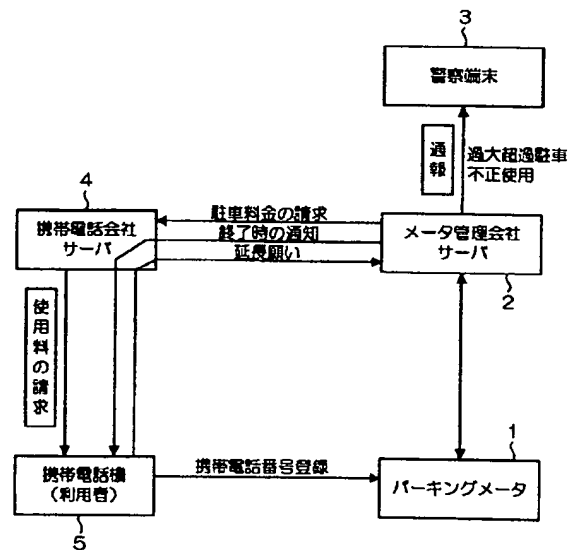 3
警察端末
通報
過大超過駐車
不正使用
4
携帯電話会社
サーバ
駐車料金の請求
終了時の通知
延長願い
メータ管理会社
サーバ
2
使用料の請求
携帯電話機
(利用者)
5
携帯電話番号登録
1
パーキングメータ